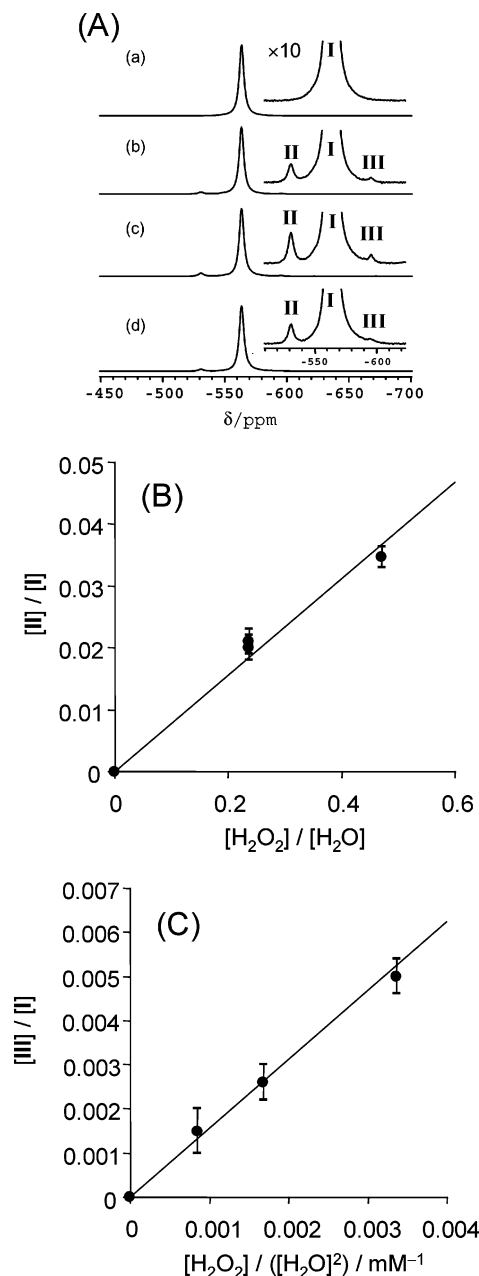 (A)
(a)
×10
I
(b)
II
I
III
(c)
II
I
III
(d)
II
I
III
-550
-600
-450
-500
-550
-600
-650
-700
δ/ppm
(B)
0.05
0.04
0.03
0.02
0.01
0
[II] / [I]
0
0.2
0.4
0.6
[H₂O₂] / [H₂O]
(C)
0.007
0.006
0.005
0.004
0.003
0.002
0.001
0
[III] / [I]
0
0.001
0.002
0.003
0.004
[H₂O₂] / ([H₂O]²) / mM⁻¹